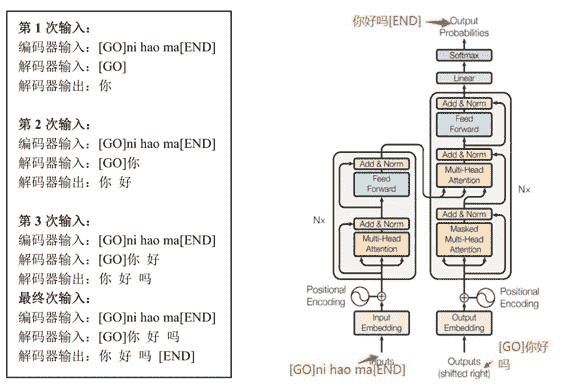 第 1 次输入：
编码器输入：[GO]ni hao ma[END]
解码器输入：[GO]
解码器输出：你
第 2 次输入：
编码器输入：[GO]ni hao ma[END]
解码器输入：[GO]你
解码器输出：你 好
第 3 次输入：
编码器输入：[GO]ni hao ma[END]
解码器输入：[GO]你 好
解码器输出：你 好 吗
最终次输入：
编码器输入：[GO]ni hao ma[END]
解码器输入：[GO]你 好 吗
解码器输出：你 好 吗 [END]
你好吗[END]
Output
Probabilities
Softmax
Linear
Add & Norm
Feed
Forward
Add & Norm
Multi-Head
Attention
Add & Norm
Masked
Multi-Head
Attention
Nx
Positional
Encoding
Output
Embedding
Outputs
(shifted right)
[GO]你好
吗
Add & Norm
Feed
Forward
Nx
Add & Norm
Multi-Head
Attention
Positional
Encoding
Input
Embedding
Inputs
[GO]ni hao ma[END]